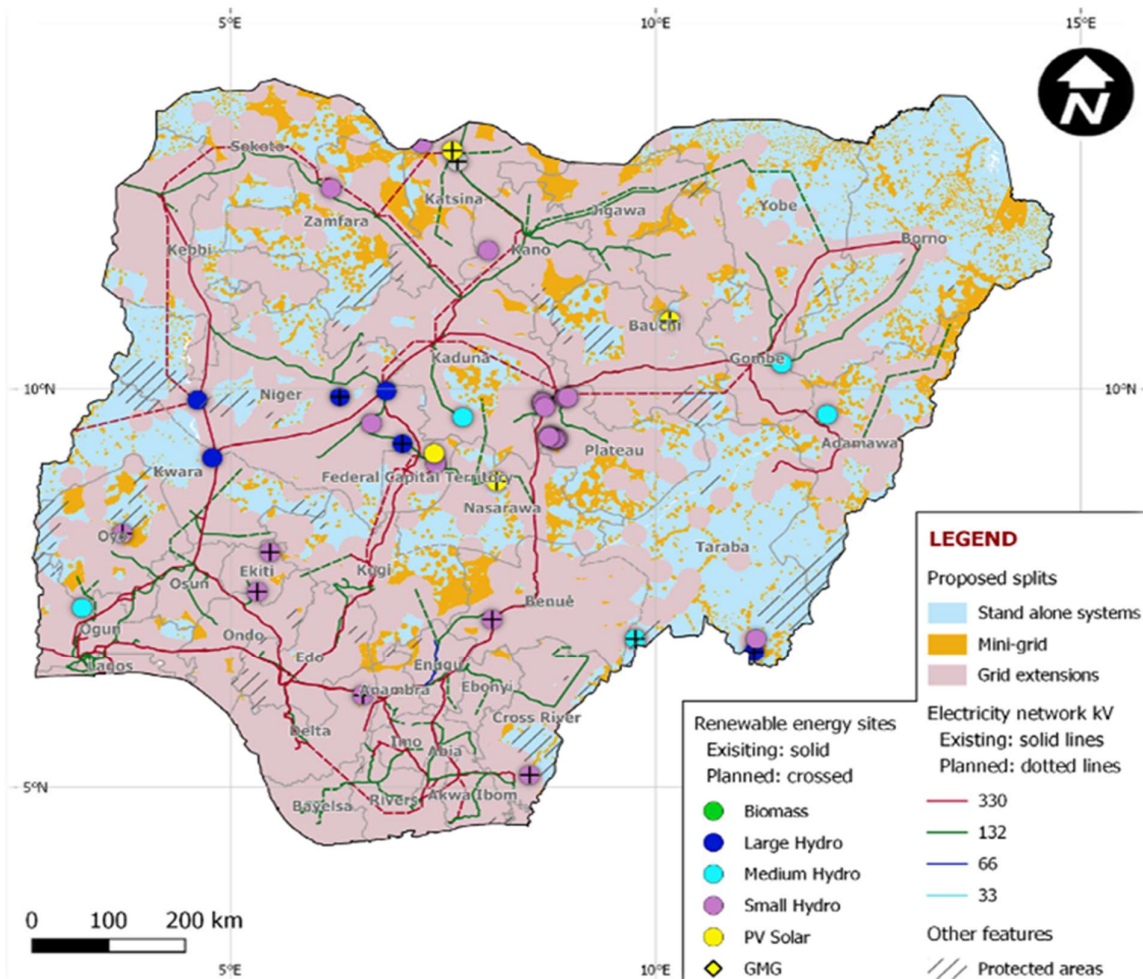 5°E
10°E
15°E
N
Sokoto
Katsina
Zamfara
Jigawa
Yobe
Kebbi
Kano
Borno
Bauchi
Kaduna
Gombe
10°N
10°N
Niger
Adamawa
Plateau
Kwara
Federal Capital Territory
Nasarawa
Oyo
Taraba
Osun
Ekiti
Kogi
Benue
Ogun
Ondo
Edo
Lagos
Enugu
Anambra
Ebonyi
Cross River
Delta
Imo
Abia
5°N
Bayelsa
Rivers
Akwa Ibom
0 100 200 km
5°E
10°E
LEGEND
Proposed splits
Stand alone systems
Mini-grid
Grid extensions
Electricity network kV
Existing: solid lines
Planned: dotted lines
330
132
66
33
Other features
Protected areas
Renewable energy sites
Exisiting: solid
Planned: crossed
Biomass
Large Hydro
Medium Hydro
Small Hydro
PV Solar
GMG